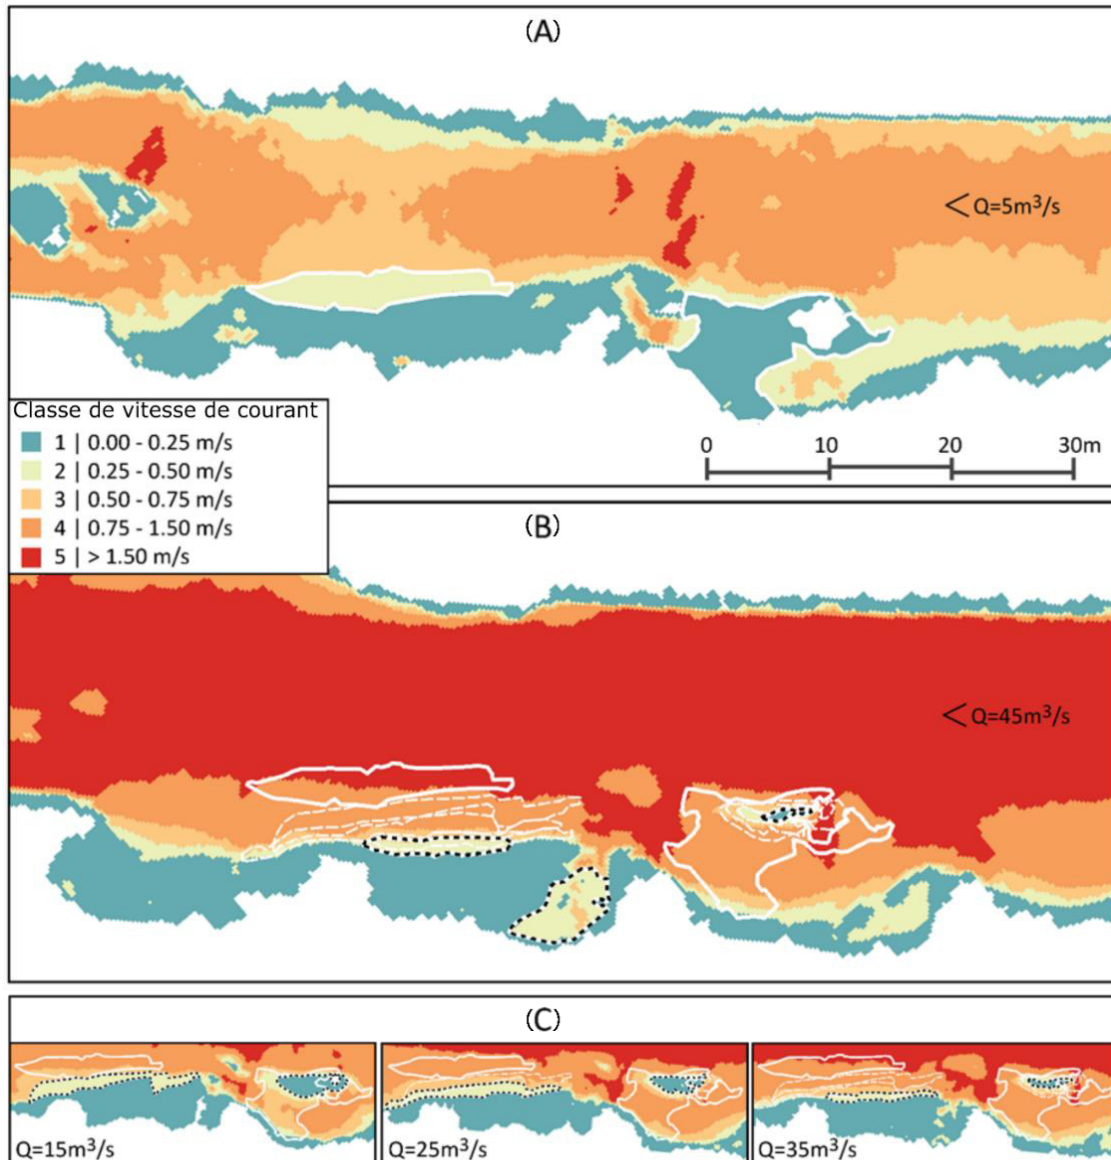 (A)
< Q=5m³/s
Classe de vitesse de courant
1 | 0.00 - 0.25 m/s
2 | 0.25 - 0.50 m/s
3 | 0.50 - 0.75 m/s
4 | 0.75 - 1.50 m/s
5 | > 1.50 m/s
0 10 20 30m
(B)
< Q=45m³/s
(C)
Q=15m³/s
Q=25m³/s
Q=35m³/s